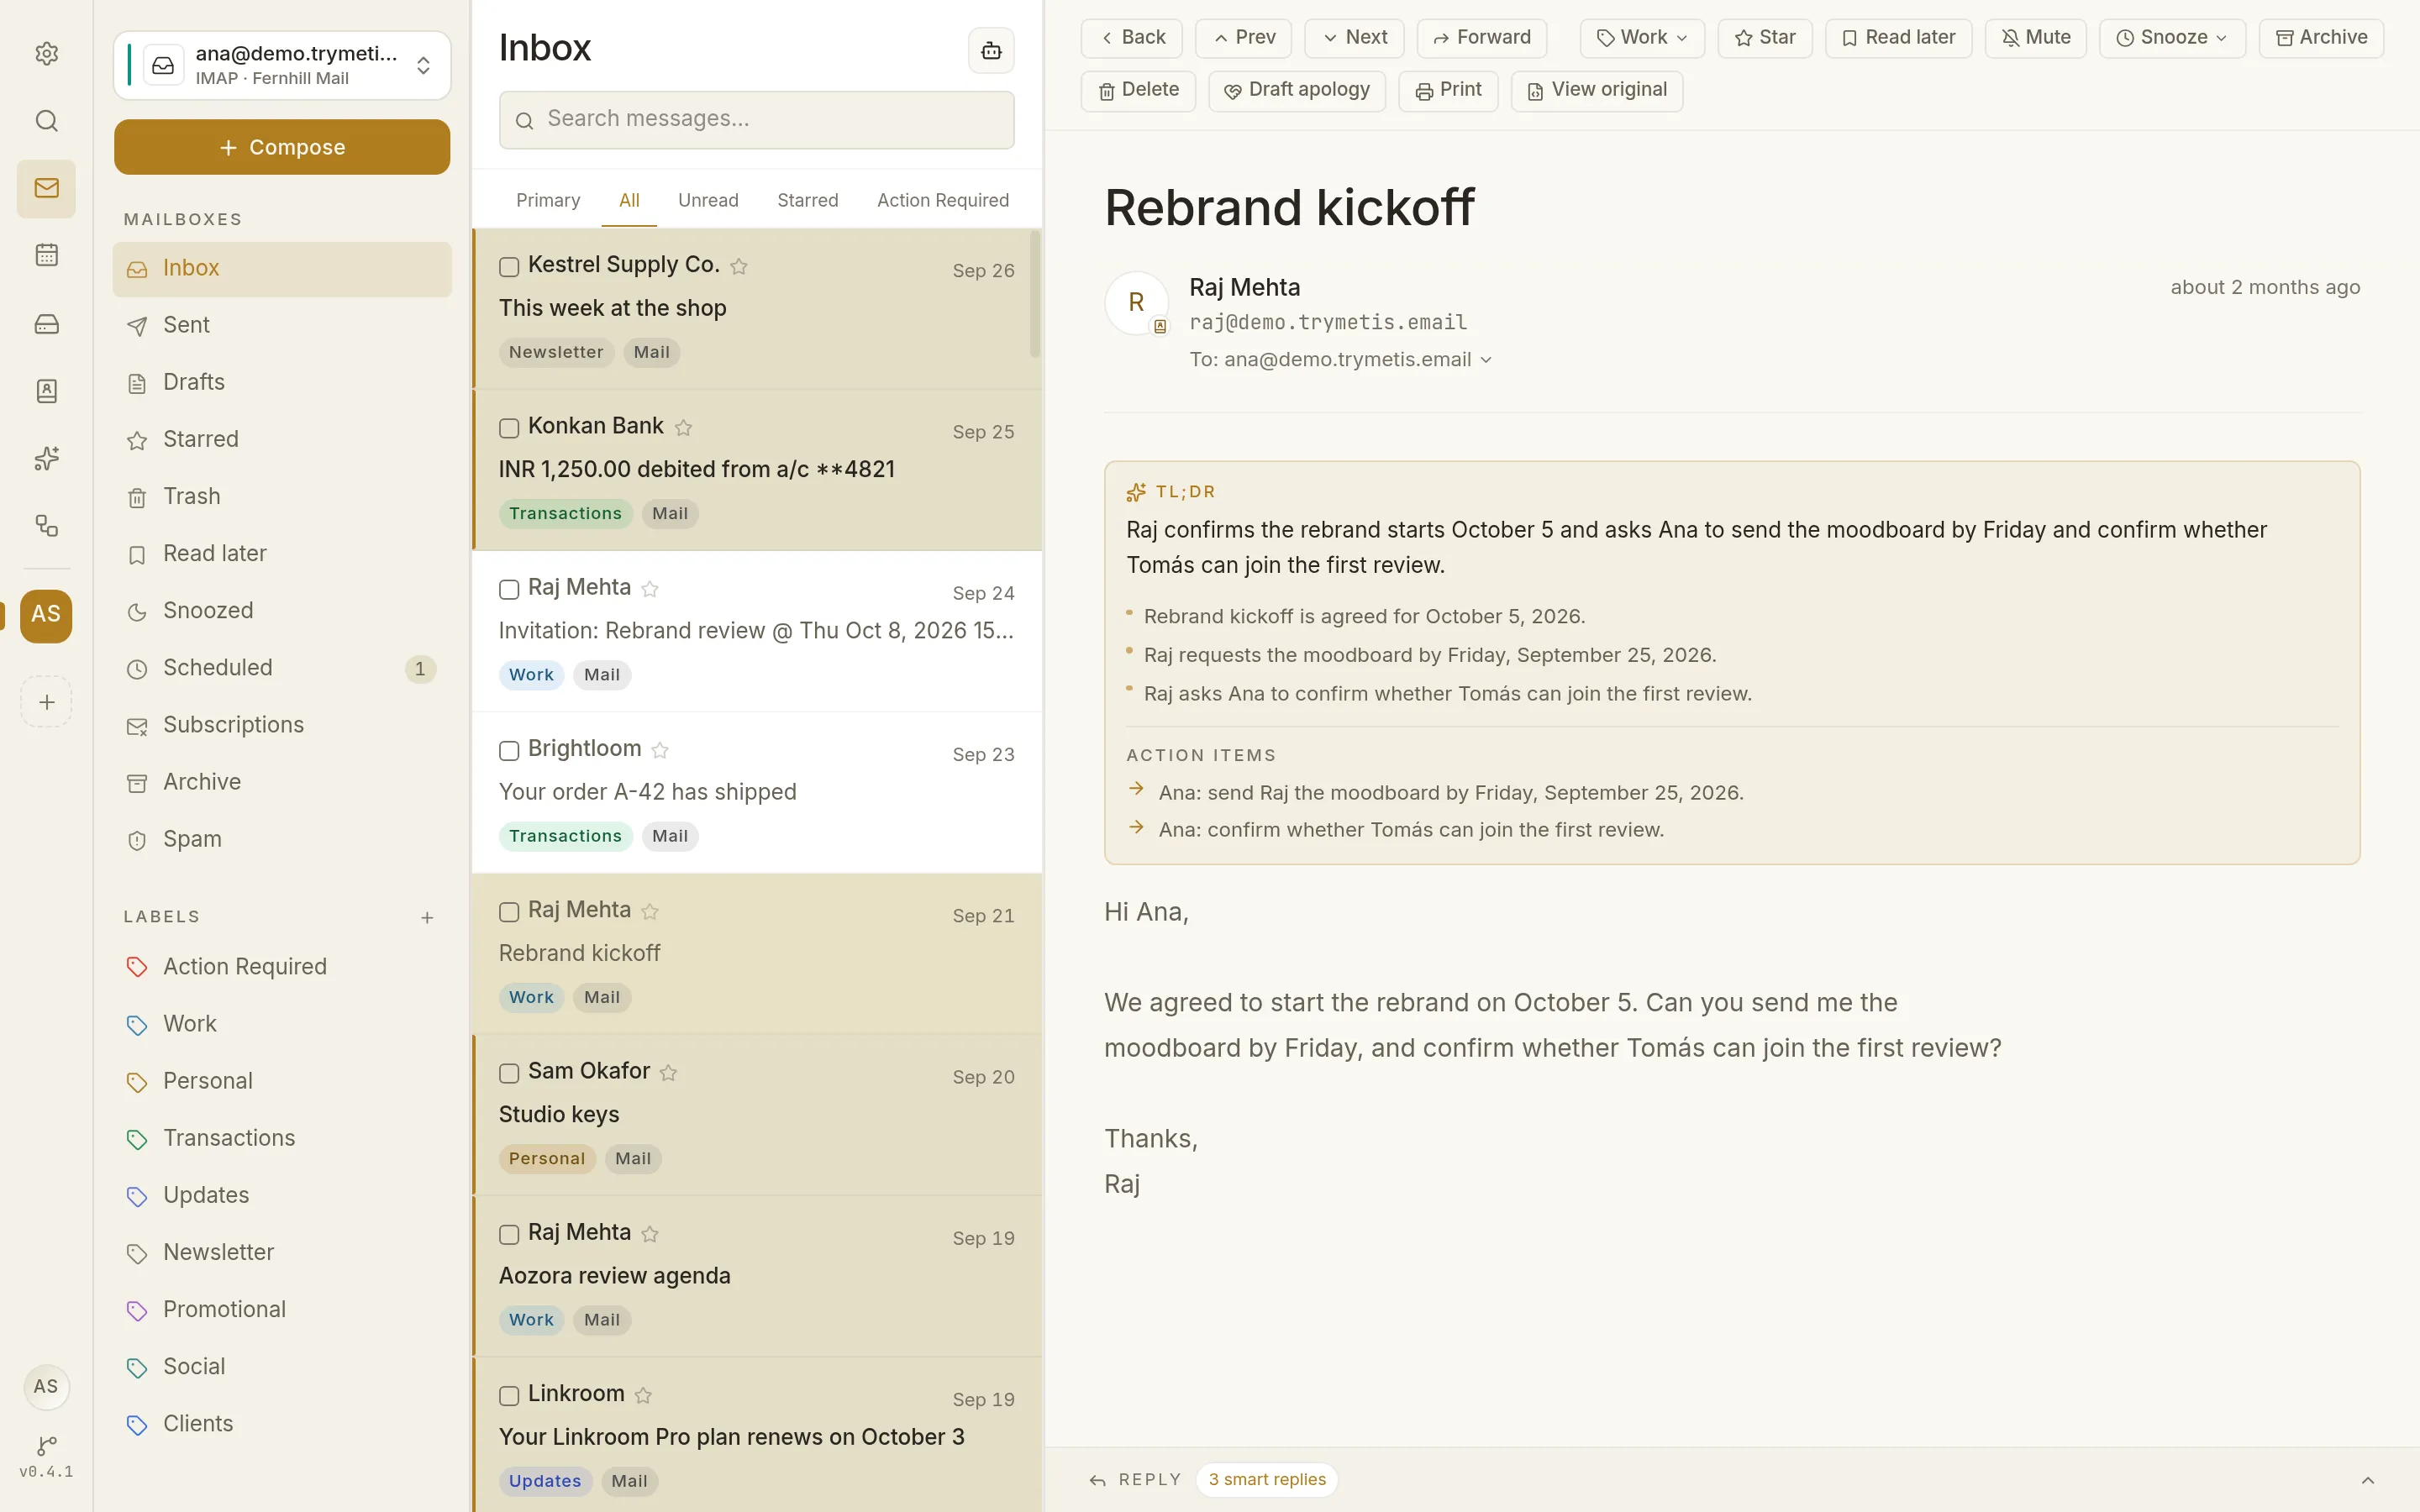 ana@demo.trymeti...
IMAP · Fernhill Mail
Compose
MAILBOXES
Inbox
Sent
Drafts
Starred
Trash
Read later
Snoozed
Scheduled 1
Subscriptions
Archive
Spam
LABELS
Action Required
Work
Personal
Transactions
Updates
Newsletter
Promotional
Social
Clients
AS
AS
v0.4.1
Inbox
Search messages...
Primary All Unread Starred Action Required
Kestrel Supply Co. Sep 26
This week at the shop
Newsletter Mail
Konkan Bank Sep 25
INR 1,250.00 debited from a/c **4821
Transactions Mail
Raj Mehta Sep 24
Invitation: Rebrand review @ Thu Oct 8, 2026 15...
Work Mail
Brightloom Sep 23
Your order A-42 has shipped
Transactions Mail
Raj Mehta Sep 21
Rebrand kickoff
Work Mail
Sam Okafor Sep 20
Studio keys
Personal Mail
Raj Mehta Sep 19
Aozora review agenda
Work Mail
Linkroom Sep 19
Your Linkroom Pro plan renews on October 3
Updates Mail
Back Prev Next Forward Work Star Read later Mute Snooze Archive
Delete Draft apology Print View original
Rebrand kickoff
R
Raj Mehta about 2 months ago
raj@demo.trymetis.email
To: ana@demo.trymetis.email
TL;DR
Raj confirms the rebrand starts October 5 and asks Ana to send the moodboard by Friday and confirm whether
Tomás can join the first review.
Rebrand kickoff is agreed for October 5, 2026.
Raj requests the moodboard by Friday, September 25, 2026.
Raj asks Ana to confirm whether Tomás can join the first review.
ACTION ITEMS
Ana: send Raj the moodboard by Friday, September 25, 2026.
Ana: confirm whether Tomás can join the first review.
Hi Ana,
We agreed to start the rebrand on October 5. Can you send me the
moodboard by Friday, and confirm whether Tomás can join the first review?
Thanks,
Raj
REPLY 3 smart replies